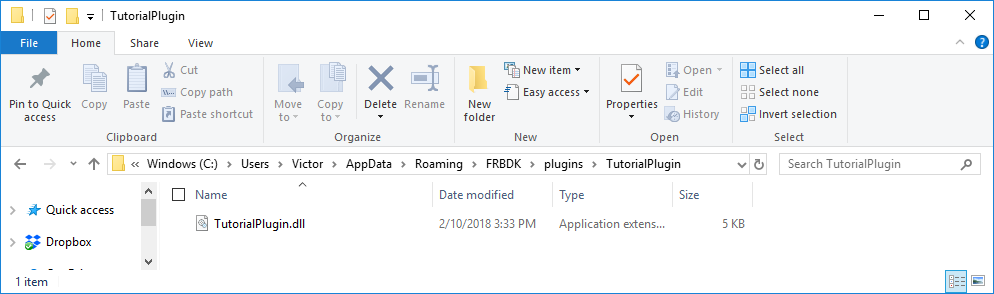 TutorialPlugin
File Home Share View
Pin to Quick access
Copy
Paste
Cut
Copy path
Paste shortcut
Clipboard
Move to
Copy to
Delete
Rename
Organize
New folder
New item
Easy access
New
Properties
Open
Edit
History
Open
Select all
Select none
Invert selection
Select
« Windows (C:) > Users > Victor > AppData > Roaming > FRBDK > plugins > TutorialPlugin
Search TutorialPlugin
Name Date modified Type Size
Quick access
TutorialPlugin.dll 2/10/2018 3:33 PM Application extens... 5 KB
Dropbox
1 item